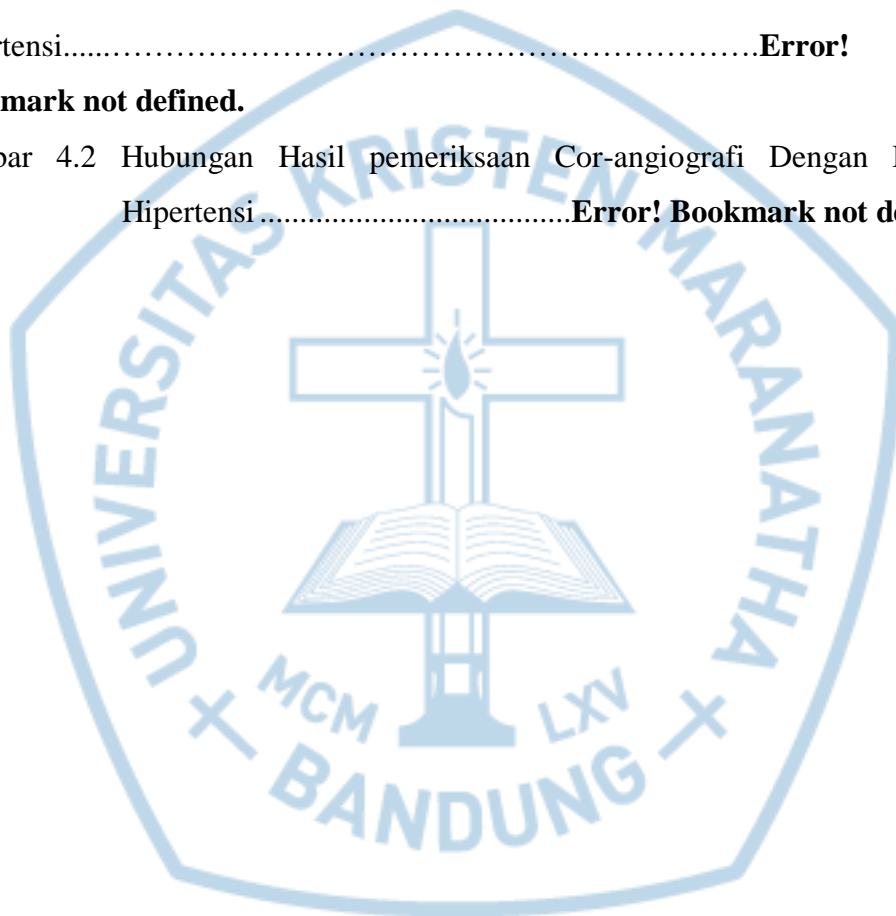 rtensi.....……………………………………………………………….Error!
mark not defined.
bar 4.2 Hubungan Hasil pemeriksaan Cor-angiografi Dengan
Hipertensi ....................................Error! Bookmark not de
UNIVERSITAS KRISTEN MARANATHA
MCM LXV
+ BANDUNG +